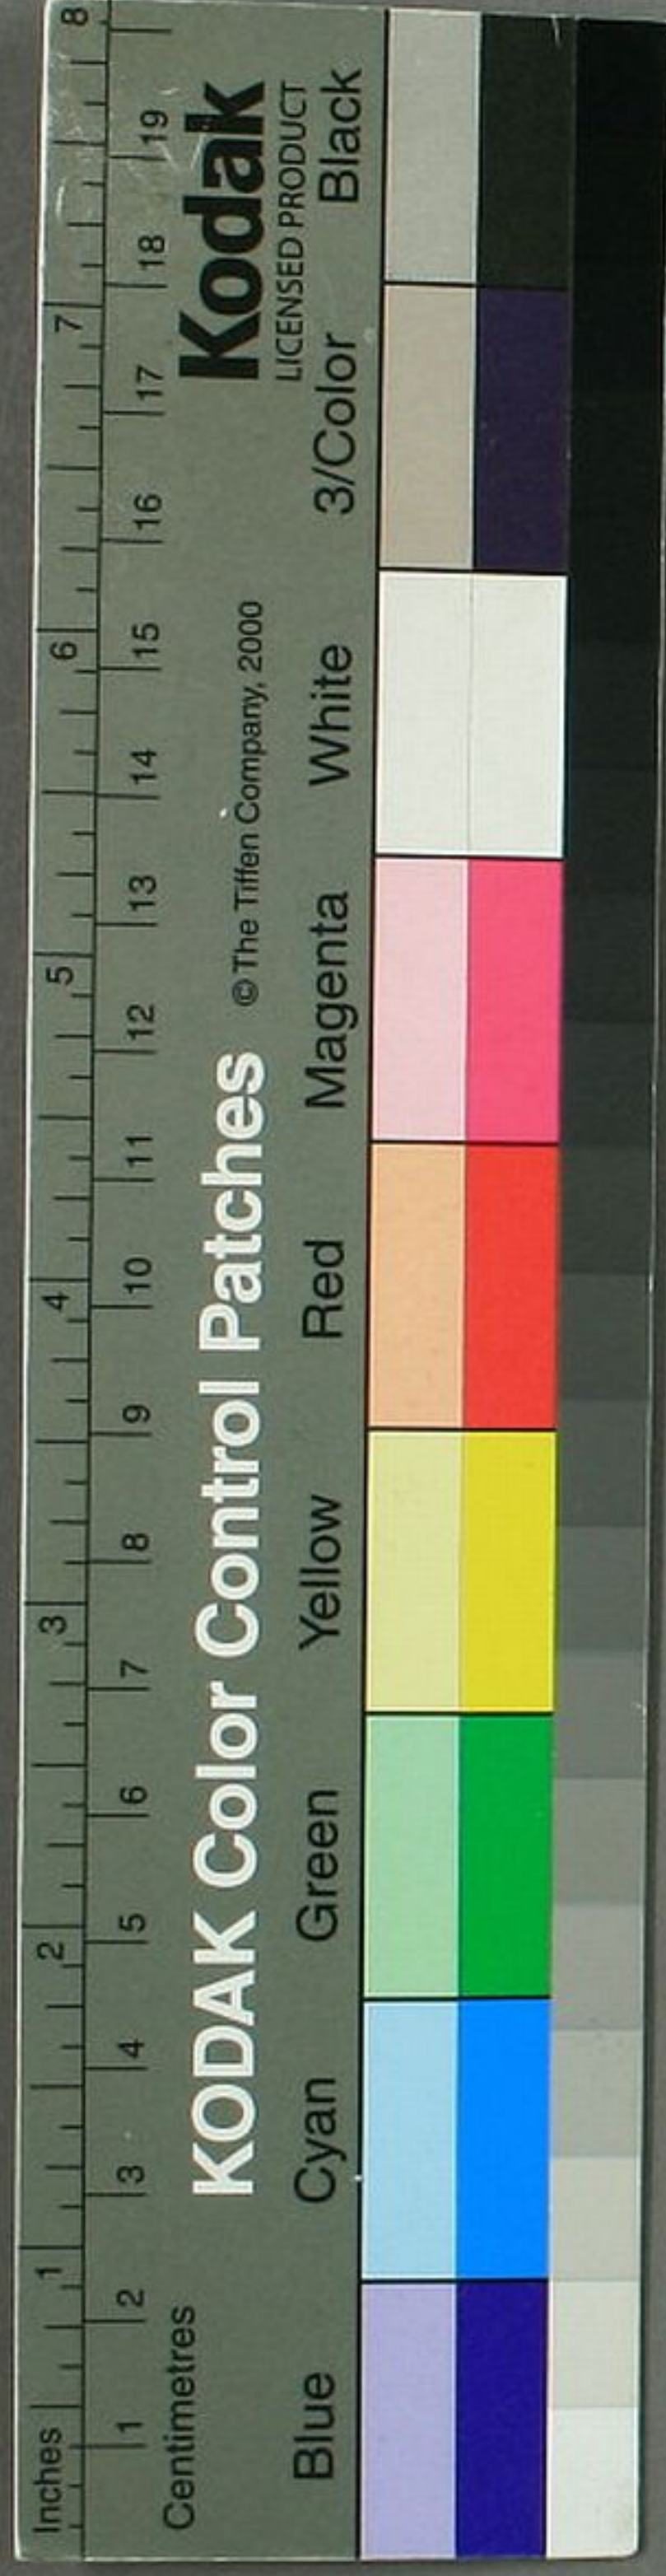 Inches 1 2 3 4 5 6 7 8
Centimetres 1 2 3 4 5 6 7 8 9 10 11 12 13 14 15 16 17 18 19
KODAK Color Control Patches © The Tiffen Company, 2000 Kodak
LICENSED PRODUCT
Blue Cyan Green Yellow Red Magenta White 3/Color Black